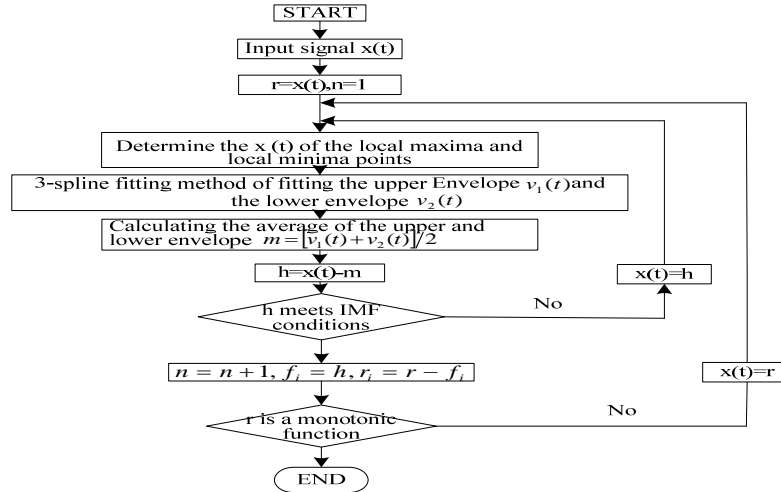 START
Input signal x(t)
r=x(t),n=1
Determine the x (t) of the local maxima and
local minima points
3-spline fitting method of fitting the upper Envelope v₁(t)and
the lower envelope v₂(t)
Calculating the average of the upper and
lower envelope m=[v₁(t)+v₂(t)]/2
h=x(t)-m
x(t)=h
h meets IMF
conditions
No
n = n+1, fᵢ = h, rᵢ = r − fᵢ
x(t)=r
r is a monotonic
function
No
END